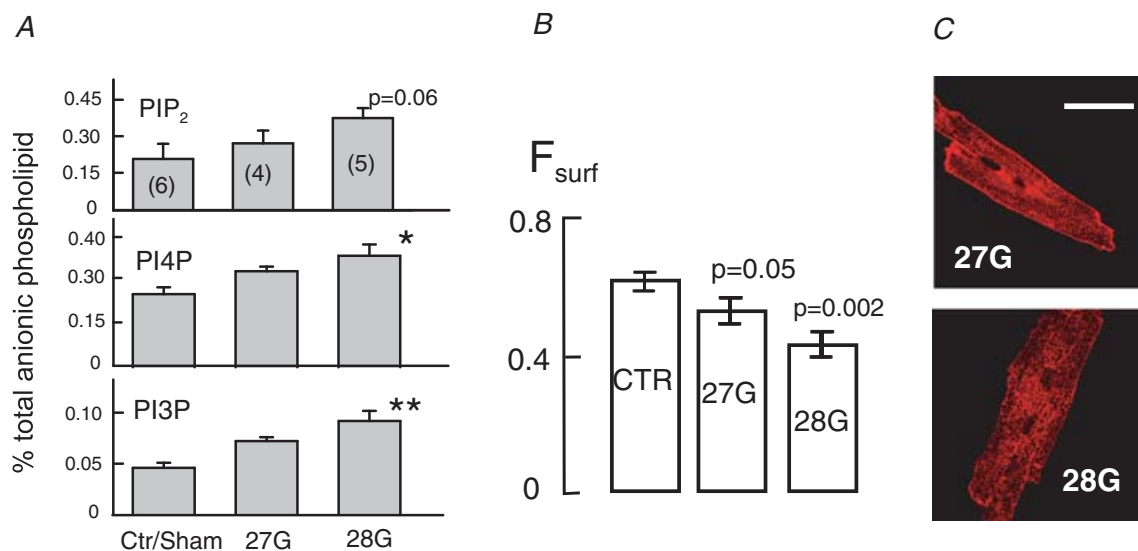 A
B
C
% total anionic phospholipid
0.45
0.30
0.15
0
PIP2
p=0.06
(6)
(4)
(5)
0.40
0.30
0.15
0
PI4P
*
0.10
0.05
0
PI3P
**
Ctr/Sham
27G
28G
Fsurf
0.8
0.4
0
p=0.05
p=0.002
CTR
27G
28G
27G
28G